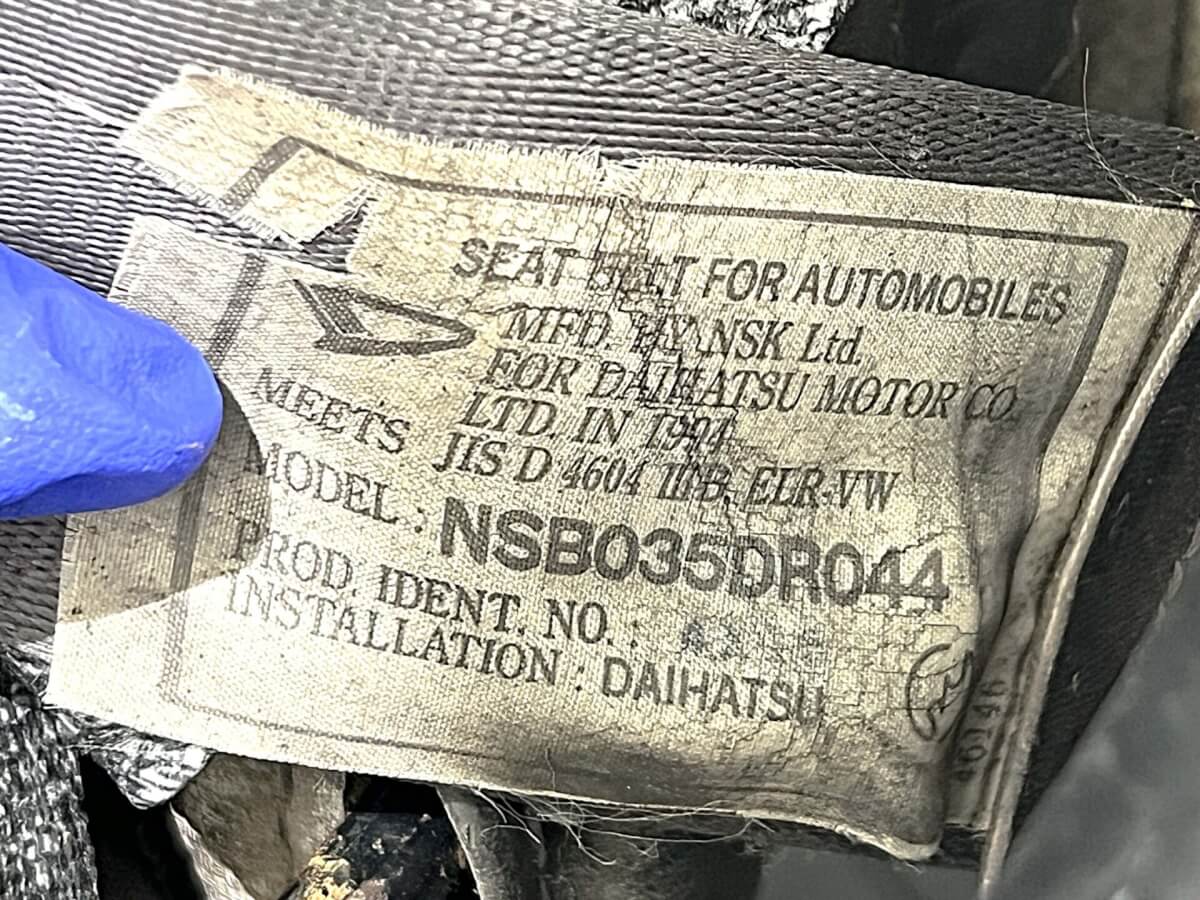 SEAT BELT FOR AUTOMOBILES
MFD. BY NSK Ltd.
FOR DAIHATSU MOTOR CO.
LTD. IN
MEETS JIS D 4604 III-B, ELR-VW
MODEL : NSB035DR044
PROD. IDENT. NO. :
INSTALLATION : DAIHATSU